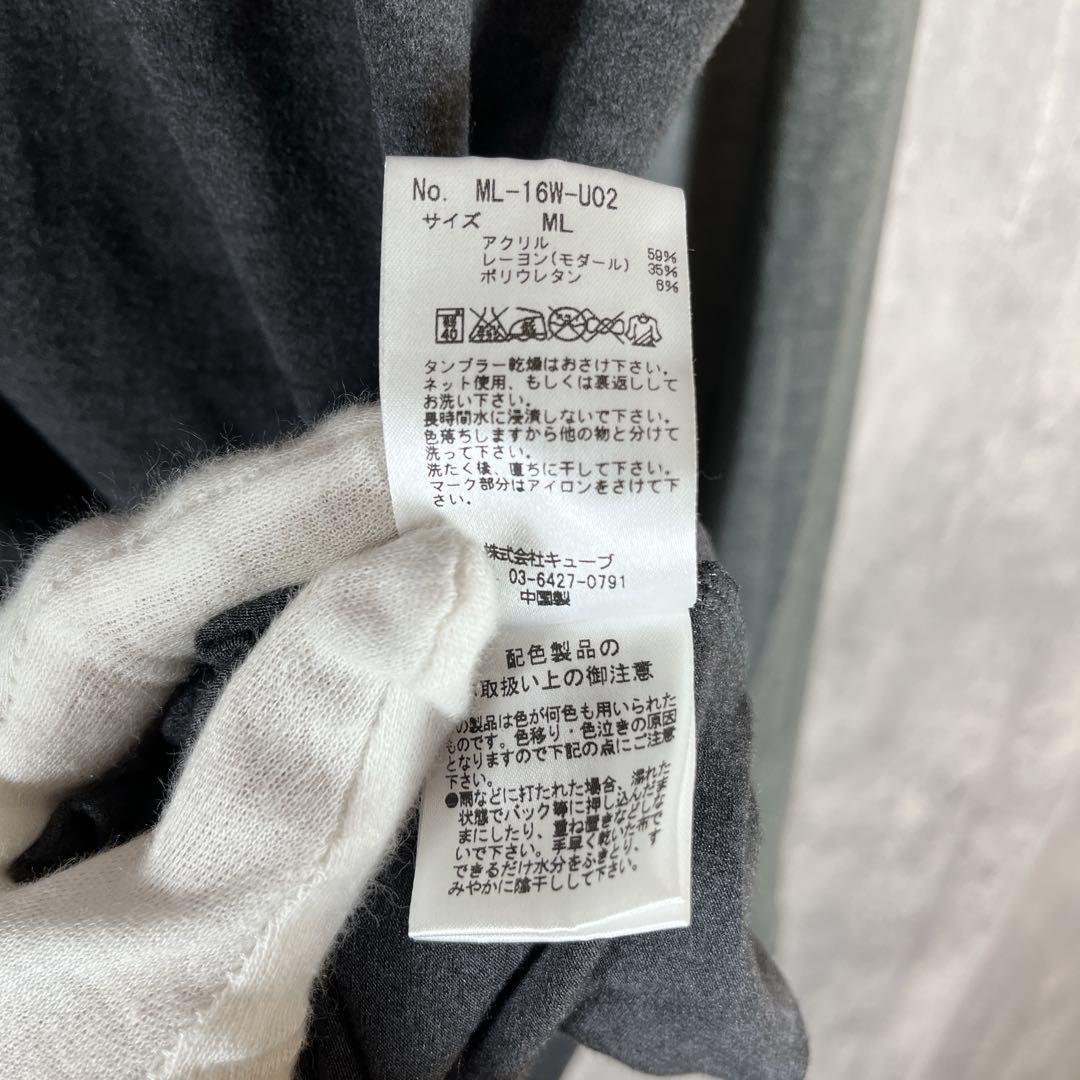 No. ML-16W-U02
サイズ ML
アクリル 59%
レーヨン(モダール) 35%
ポリウレタン 6%
40
タンブラー乾燥はおさけ下さい。
ネット使用、もしくは裏返しして
お洗い下さい。
長時間水に浸漬しないで下さい。
色落ちしますから他の物と分けて
洗って下さい。
洗たく後、直ちに干して下さい。
マーク部分はアイロンをさけて下
さい。
株式会社キューブ
03-6427-0791
中国製
配色製品の
取扱い上の御注意
の製品は色が何色も用いられた
ものです。色移り・色泣きの原因
となりますので下記の点にご注意
下さい。
●雨などに打たれた場合、濡れた
状態でバック等に押し込んだま
まにしたり、重ね置きなどしな
いで下さい。手早く乾いた布で
できるだけ水分をふきとり、す
みやかに陰干しして下さい。